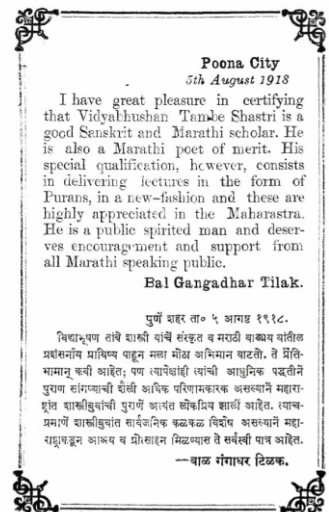 Poona City
5th August 1918
I have great pleasure in certifying
that Vidyabhushan Tambe Shastri is a
good Sanskrit and Marathi scholar. He
is also a Marathi poet of merit. His
special qualification, however, consists
in delivering lectures in the form of
Purans, in a new-fashion and these are
highly appreciated in the Maharastra.
He is a public spirited man and deser-
ves encouragement and support from
all Marathi speaking public.
Bal Gangadhar Tilak.
पुणें शहर ता० ५ आगष्ट १९१८.
विद्याभूषण तांबे शास्त्री यांचें संस्कृत व मराठी वाङ्मय यांतील
प्रशंसनीय प्राविण्य पाहून मला मोठा अभिमान वाटतो. ते प्रतिं-
भामान् कवी आहेत; पण त्यापेक्षांही त्यांची आधुनिक पद्धतीनें
पुराण सांगण्याची शैली अधिक परिणामकारक असल्यानें महारा-
ष्ट्रांत शास्त्रीबुवांचीं पुराणें अत्यंत लोकप्रिय झालीं आहेत. त्याच-
प्रमाणें शास्त्रीबुवांत सार्वजनिक कळकळ विशेष असल्यानें महा-
राष्ट्राकडून आश्रय व प्रोत्साहन मिळण्यास ते सर्वस्वी पात्र आहेत.
--बाळ गंगाधर टिळक.